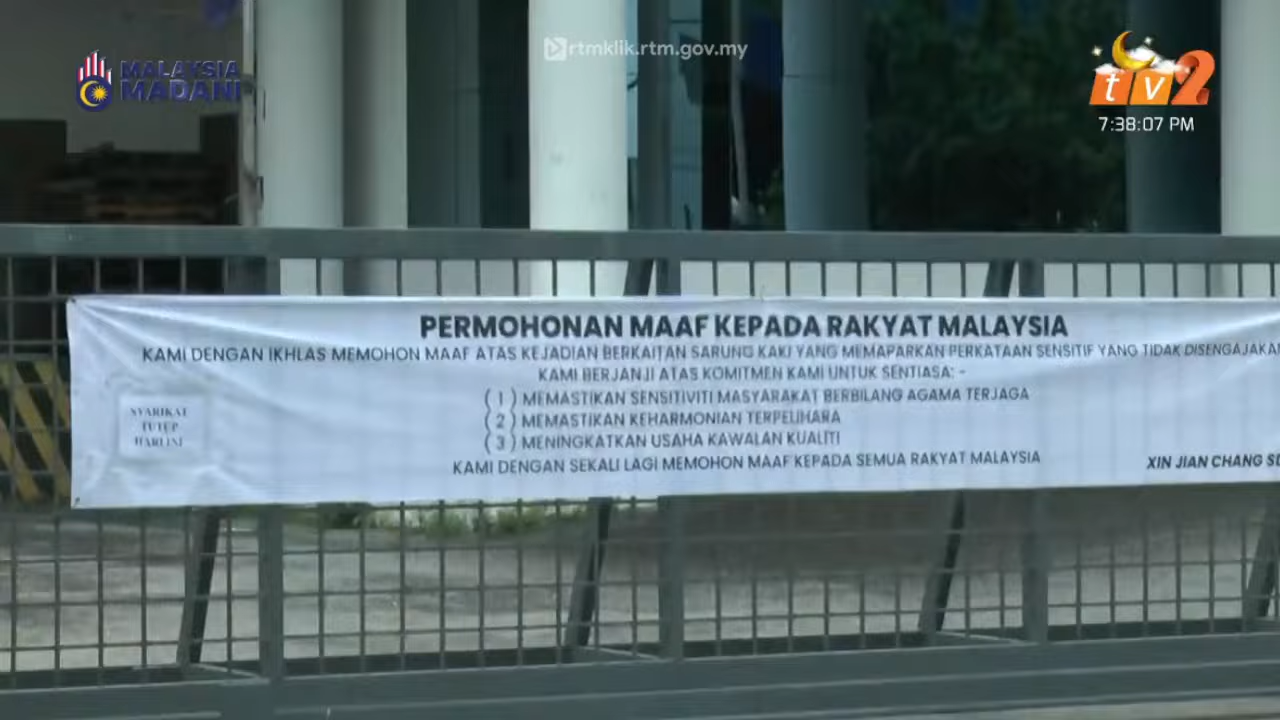 rtmklik.rtm.gov.my
MALAYSIA
MADANI
tv2
7:38:07 PM
PERMOHONAN MAAF KEPADA RAKYAT MALAYSIA
KAMI DENGAN IKHLAS MEMOHON MAAF ATAS KEJADIAN BERKAITAN SARUNG KAKI YANG MEMAPARKAN PERKATAAN SENSITIF YANG TIDAK DISENGAJAKAN
KAMI BERJANJI ATAS KOMITMEN KAMI UNTUK SENTIASA: -
( 1 ) MEMASTIKAN SENSITIVITI MASYARAKAT BERBILANG AGAMA TERJAGA
( 2 ) MEMASTIKAN KEHARMONIAN TERPELIHARA
( 3 ) MENINGKATKAN USAHA KAWALAN KUALITI
KAMI DENGAN SEKALI LAGI MEMOHON MAAF KEPADA SEMUA RAKYAT MALAYSIA
XIN JIAN CHANG
SYARIKAT
TUTUP
HARI INI